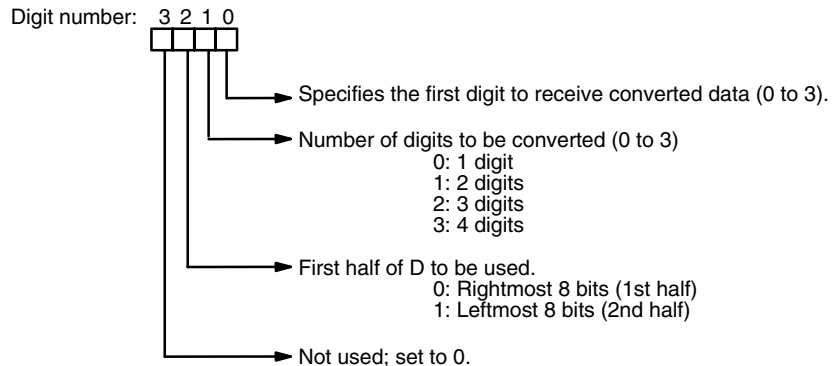 Digit number: 3 2 1 0
Specifies the first digit to receive converted data (0 to 3).
Number of digits to be converted (0 to 3)
0: 1 digit
1: 2 digits
2: 3 digits
3: 4 digits
First half of D to be used.
0: Rightmost 8 bits (1st half)
1: Leftmost 8 bits (2nd half)
Not used; set to 0.